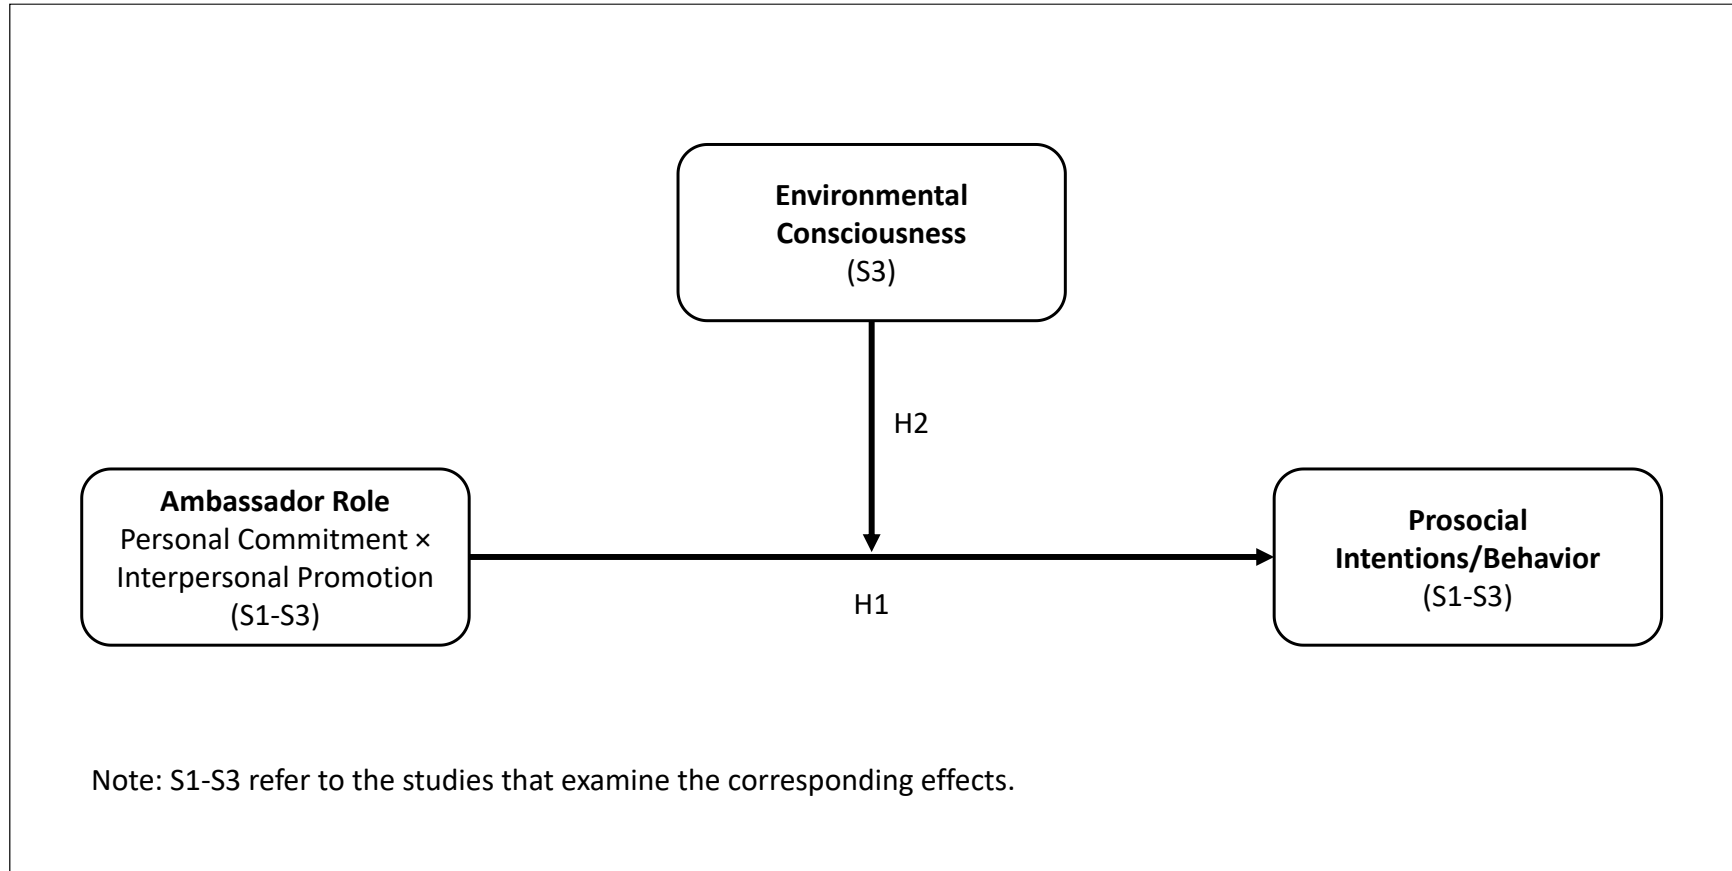 Environmental
Consciousness
(S3)
H2
Ambassador Role
Personal Commitment ×
Interpersonal Promotion
(S1-S3)
H1
Prosocial
Intentions/Behavior
(S1-S3)
Note: S1-S3 refer to the studies that examine the corresponding effects.